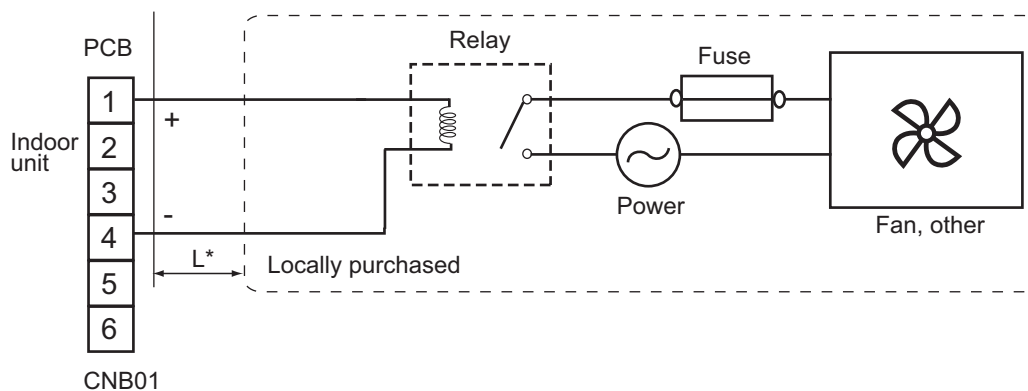 PCB
Relay
Fuse
1
+
Indoor
unit
2
3
-
4
Power
Fan, other
L*
Locally purchased
5
6
CNB01